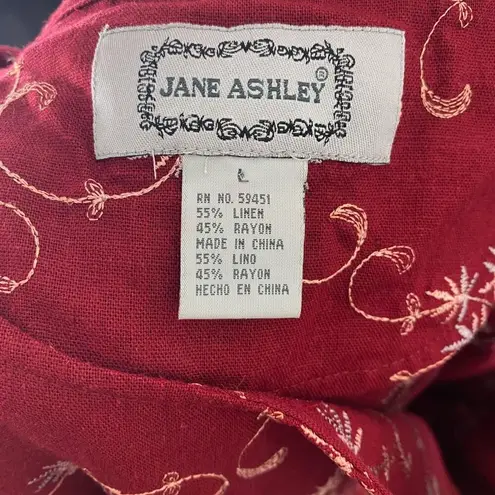 JANE ASHLEY ®
L
RN NO. 59451
55% LINEN
45% RAYON
MADE IN CHINA
55% LINO
45% RAYON
HECHO EN CHINA